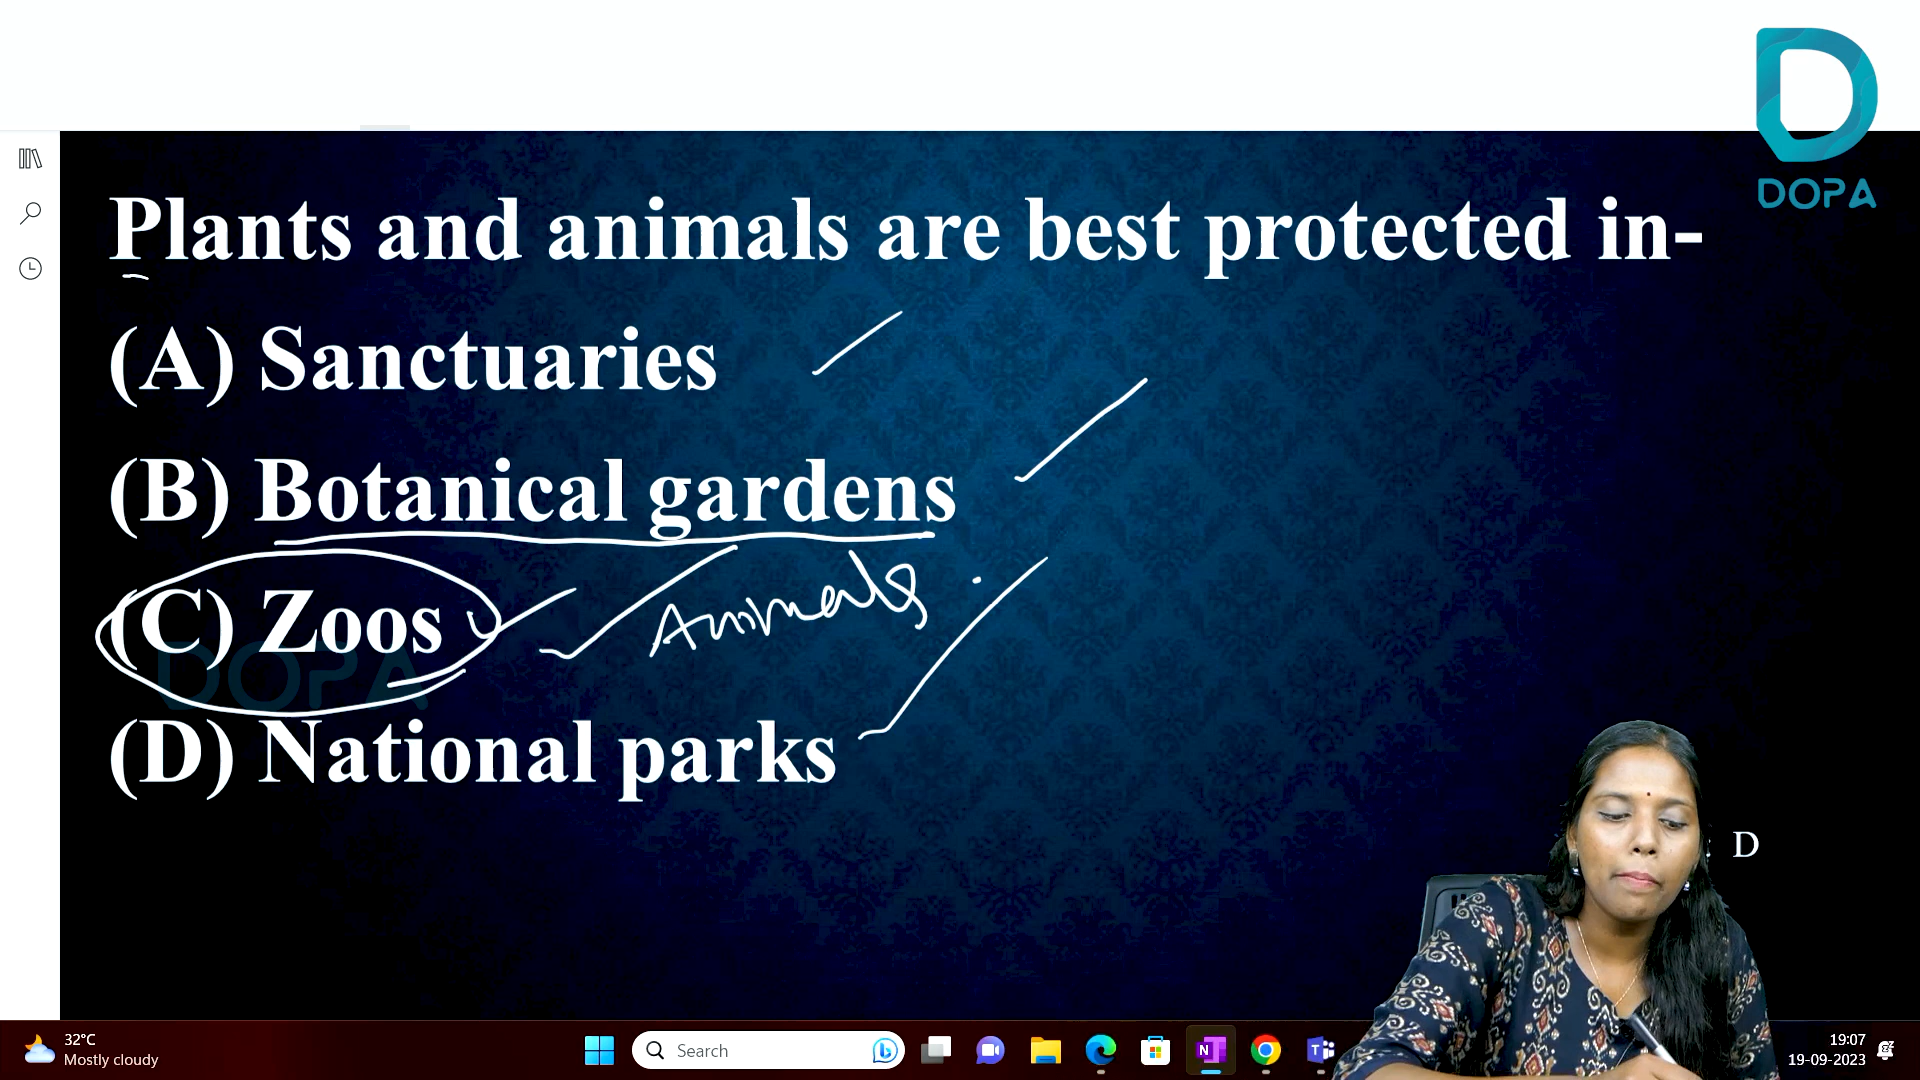 DOPA
Plants and animals are best protected in-
(A) Sanctuaries
(B) Botanical gardens
(C) Zoos
Animals
DOPA
(D) National parks
: D
32°C
Mostly cloudy
Search
19:07
19-09-2023